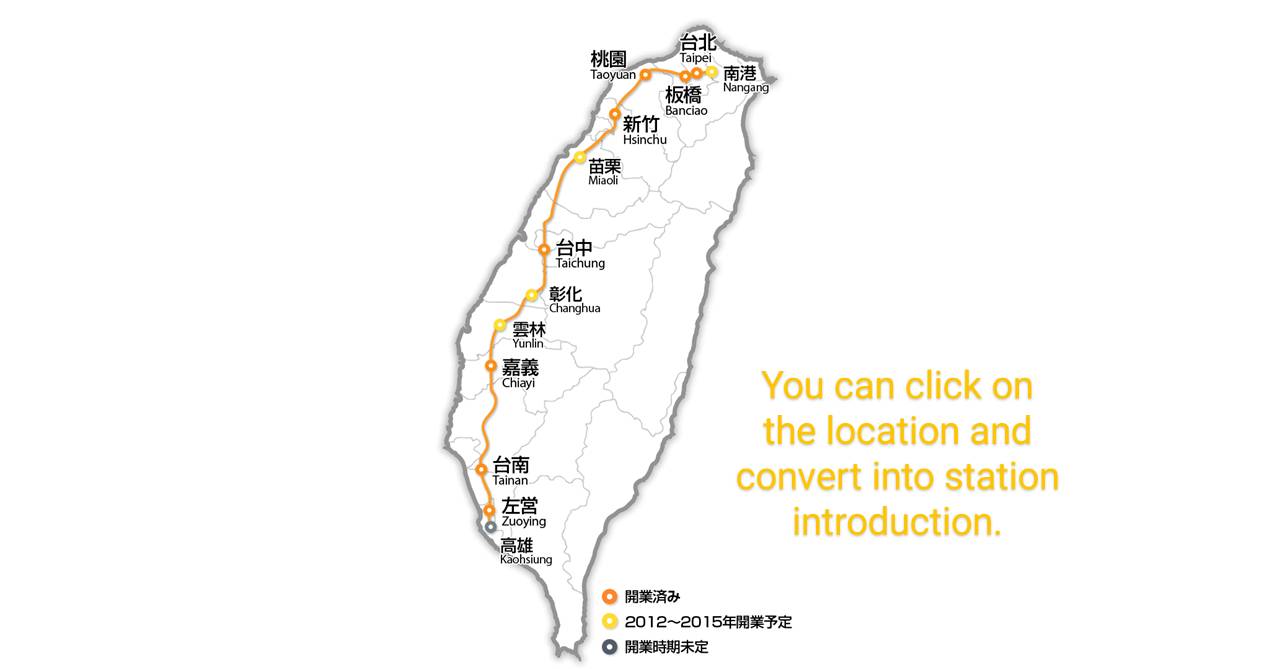 台北
Taipei
桃園
Taoyuan
南港
Nangang
板橋
Banciao
新竹
Hsinchu
苗栗
Miaoli
台中
Taichung
彰化
Changhua
雲林
Yunlin
嘉義
Chiayi
台南
Tainan
左営
Zuoying
高雄
Kaohsiung
You can click on
the location and
convert into station
introduction.
開業済み
2012〜2015年開業予定
開業時期未定